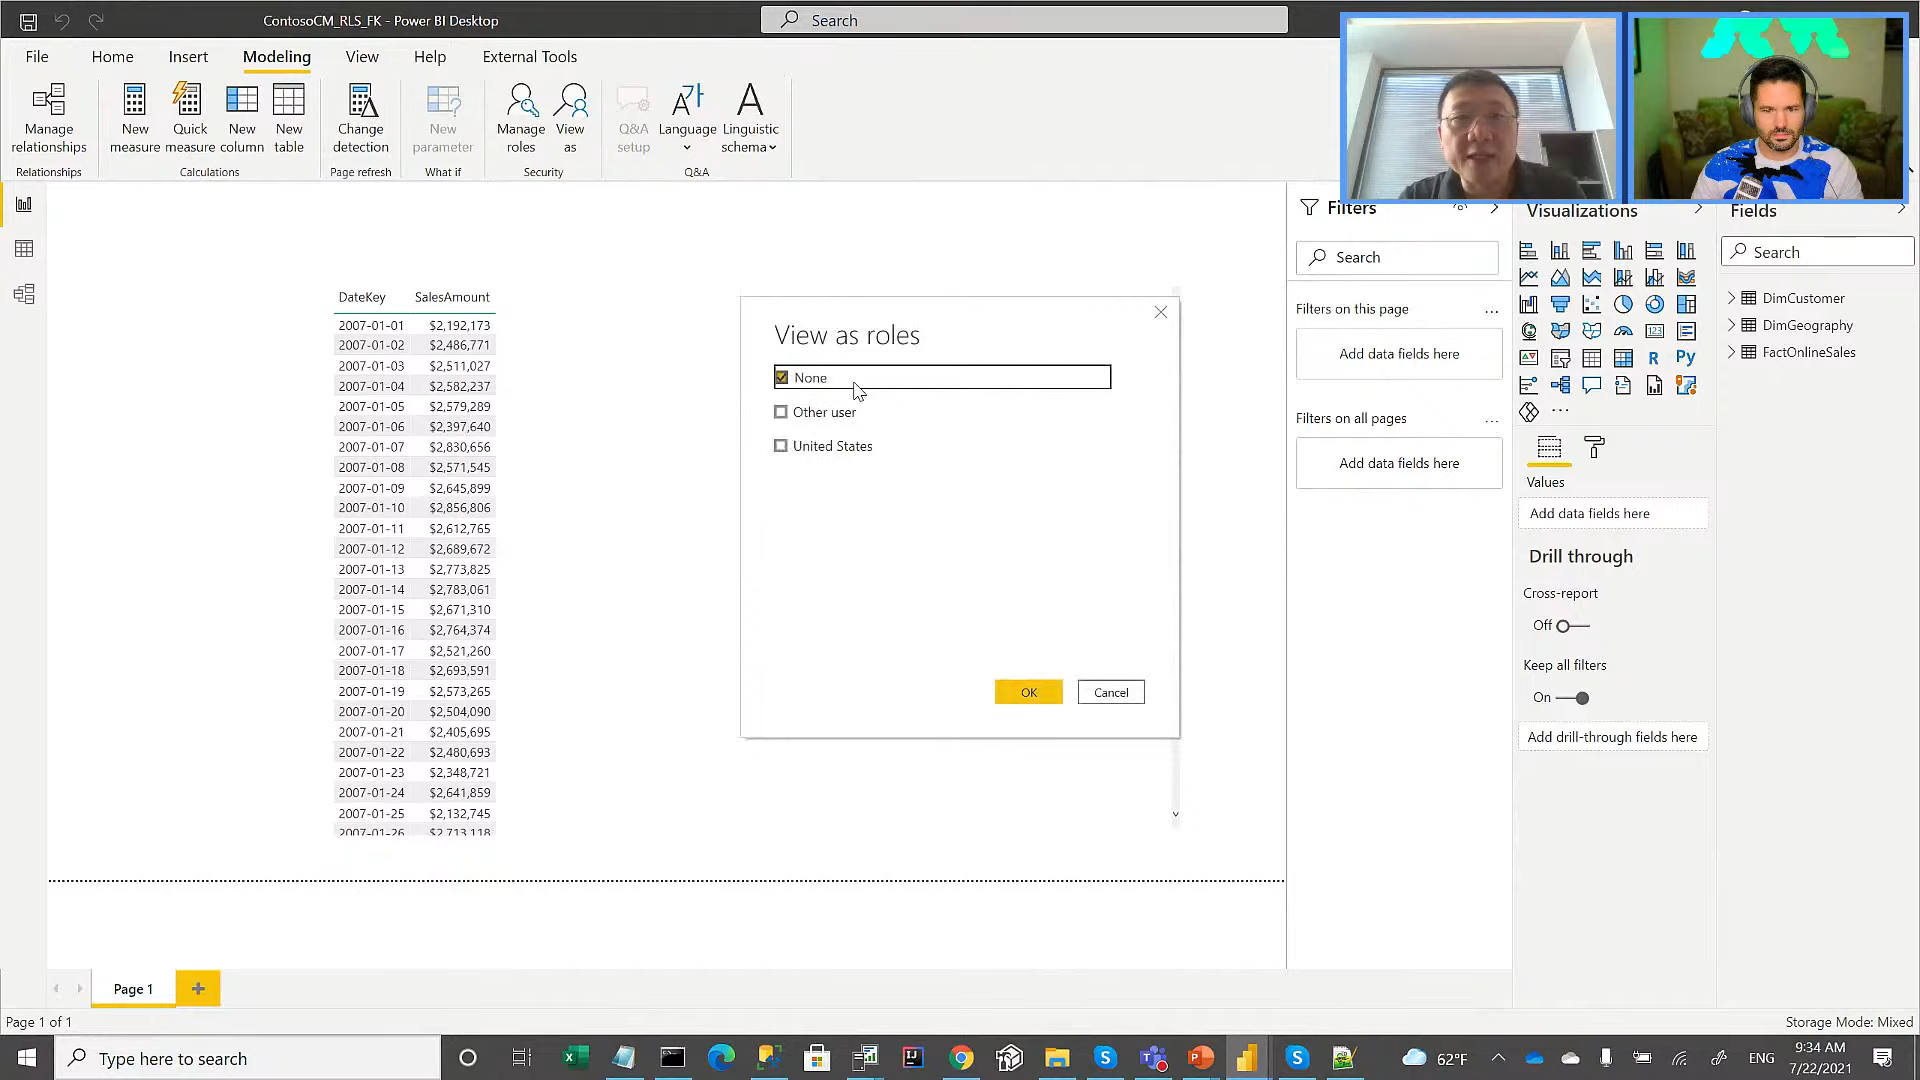 ContosoCM_RLS_FK - Power BI Desktop
Search
File Home Insert Modeling View Help External Tools
Manage relationships
New measure
Quick measure
New column
New table
Change detection
New parameter
Manage roles
View as
Q&A setup
Language
Linguistic schema
Relationships
Calculations
Page refresh
What if
Security
Q&A
DateKey SalesAmount
2007-01-01 $2,192,173
2007-01-02 $2,486,771
2007-01-03 $2,511,027
2007-01-04 $2,582,237
2007-01-05 $2,579,289
2007-01-06 $2,397,640
2007-01-07 $2,830,656
2007-01-08 $2,571,545
2007-01-09 $2,645,899
2007-01-10 $2,856,806
2007-01-11 $2,612,765
2007-01-12 $2,689,672
2007-01-13 $2,773,825
2007-01-14 $2,783,061
2007-01-15 $2,671,310
2007-01-16 $2,764,374
2007-01-17 $2,521,260
2007-01-18 $2,693,591
2007-01-19 $2,573,265
2007-01-20 $2,504,090
2007-01-21 $2,405,695
2007-01-22 $2,480,693
2007-01-23 $2,348,721
2007-01-24 $2,641,859
2007-01-25 $2,132,745
2007-01-26 $2,713,118
View as roles
None
Other user
United States
OK
Cancel
Filters
Search
Filters on this page
...
Add data fields here
Filters on all pages
...
Add data fields here
Visualizations
123
R
Py
...
Values
Add data fields here
Drill through
Cross-report
Off
Keep all filters
On
Add drill-through fields here
Fields
Search
DimCustomer
DimGeography
FactOnlineSales
Page 1
+
Page 1 of 1
Storage Mode: Mixed
Type here to search
62°F
ENG
9:34 AM
7/22/2021